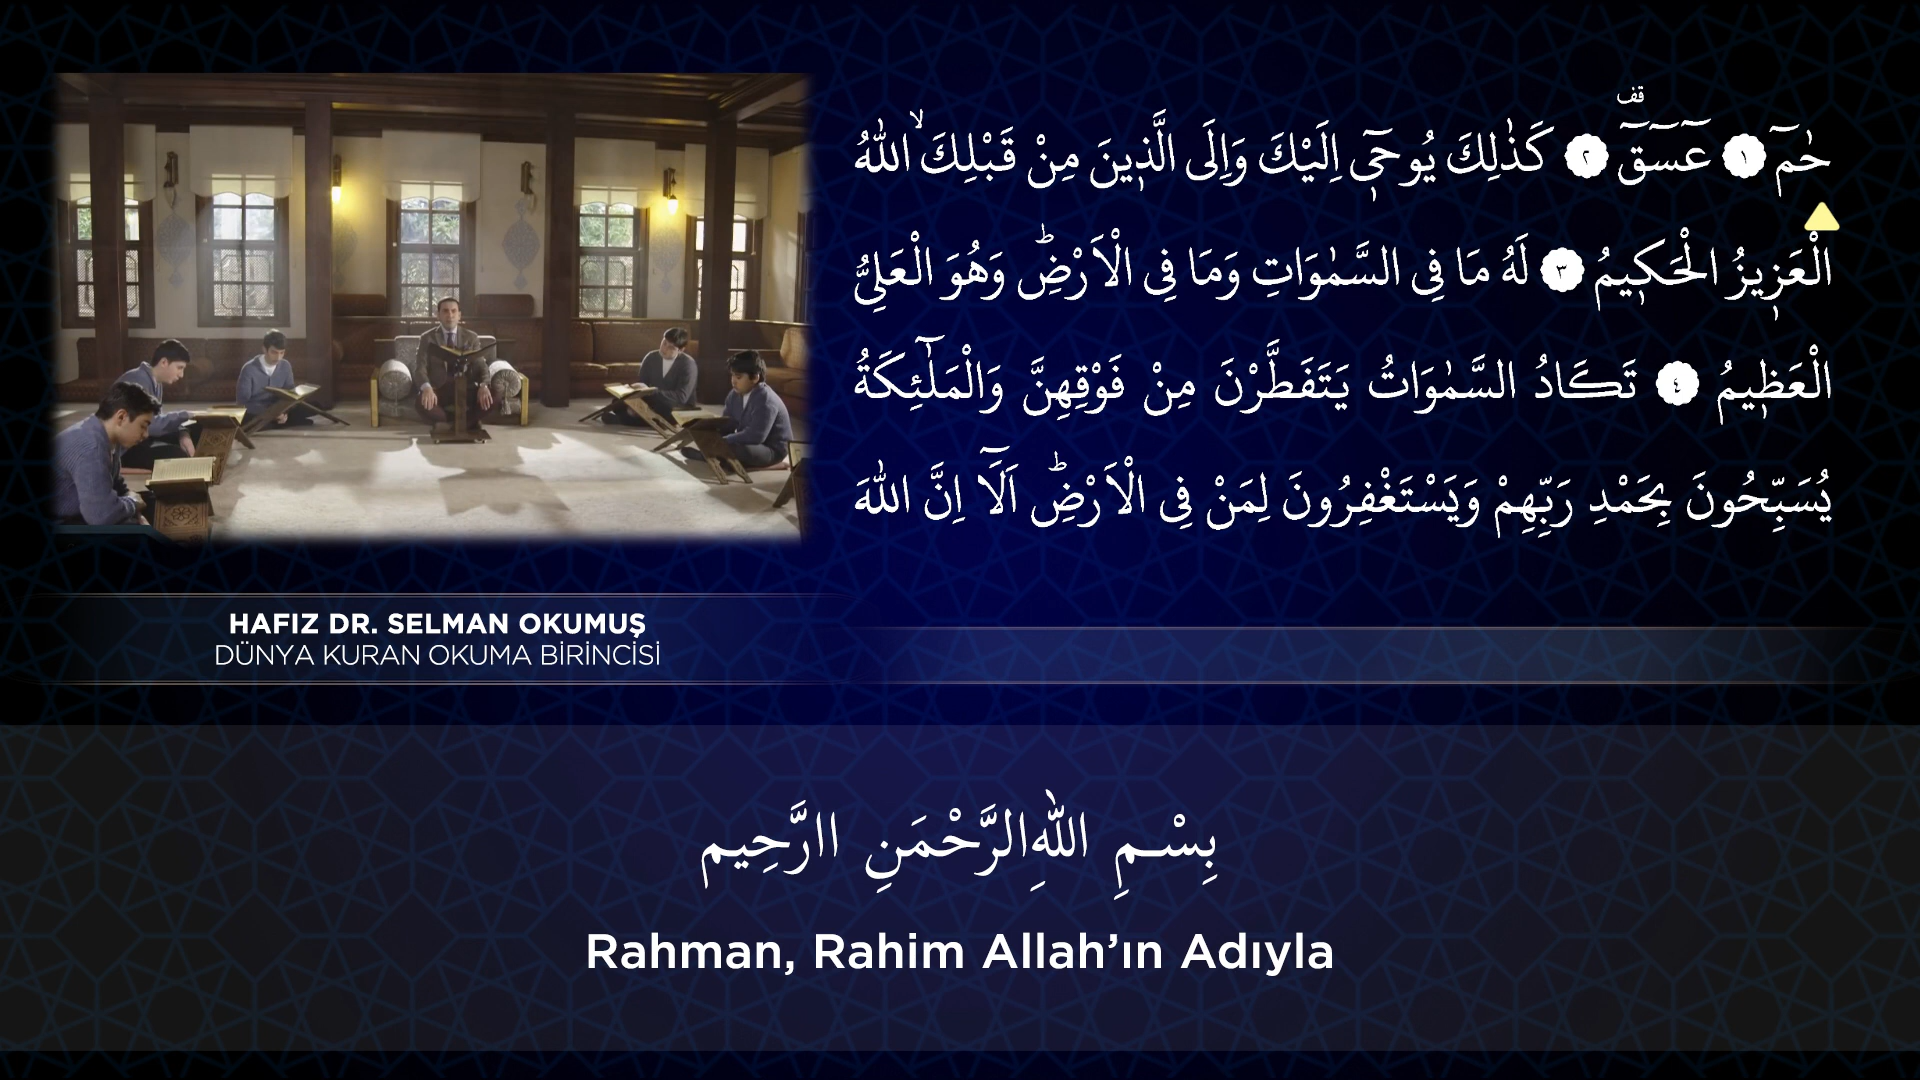 حٰمٓ ١ عٓسٓقٓ ۚقف ٢ كَذٰلِكَ يُوحٖٓي اِلَيْكَ وَاِلَى الَّذٖينَ مِنْ قَبْلِكَۙ اللّٰهُ
الْعَزٖيزُ الْحَكٖيمُ ٣ لَهُ مَا فِي السَّمٰوَاتِ وَمَا فِي الْاَرْضِؕ وَهُوَ الْعَلِيُّ
الْعَظٖيمُ ٤ تَكَادُ السَّمٰوَاتُ يَتَفَطَّرْنَ مِنْ فَوْقِهِنَّ وَالْمَلٰٓئِكَةُ
يُسَبِّحُونَ بِحَمْدِ رَبِّهِمْ وَيَسْتَغْفِرُونَ لِمَنْ فِي الْاَرْضِؕ اَلَٓا اِنَّ اللّٰهَ
HAFIZ DR. SELMAN OKUMUŞ
DÜNYA KURAN OKUMA BİRİNCİSİ
بِسْمِ اللّٰهِالرَّحْمَنِ اارَّحِيم
Rahman, Rahim Allah’ın Adıyla